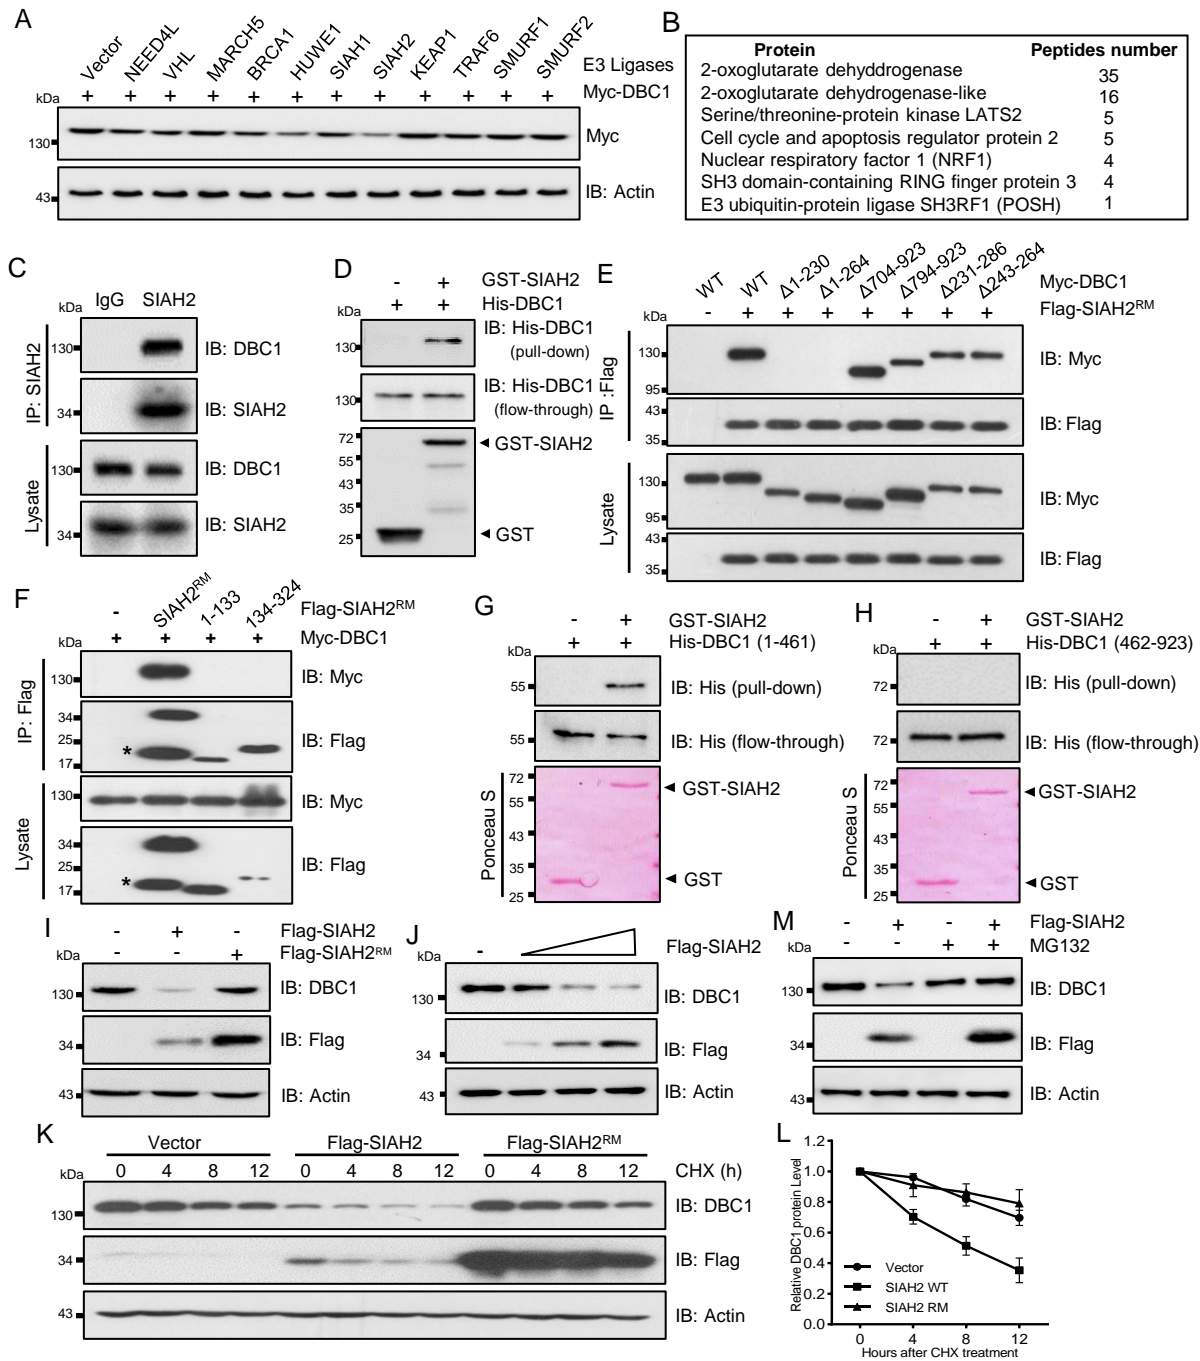 A
Vector
NEED4L
VHL
MARCH5
BRCA1
HUWE1
SIAH1
SIAH2
KEAP1
TRAF6
SMURF1
SMURF2
E3 Ligases
kDa + + + + + + + + + + + + Myc-DBC1
130 Myc
43 IB: Actin
B
Protein Peptides number
2-oxoglutarate dehyddrogenase 35
2-oxoglutarate dehydrogenase-like 16
Serine/threonine-protein kinase LATS2 5
Cell cycle and apoptosis regulator protein 2 5
Nuclear respiratory factor 1 (NRF1) 4
SH3 domain-containing RING finger protein 3 4
E3 ubiquitin-protein ligase SH3RF1 (POSH) 1
C
kDa IgG SIAH2
IP: SIAH2
130 IB: DBC1
34 IB: SIAH2
Lysate
130 IB: DBC1
34 IB: SIAH2
D
- + GST-SIAH2
kDa + + His-DBC1
130 IB: His-DBC1
(pull-down)
130 IB: His-DBC1
(flow-through)
72 GST-SIAH2
55
43
35
25 GST
E
WT
WT
Δ1-230
Δ1-264
Δ704-923
Δ794-923
Δ231-286
Δ243-264
Myc-DBC1
- + + + + + + + Flag-SIAH2RM
kDa
IP :Flag
130 IB: Myc
95
43 IB: Flag
35
Lysate
130 IB: Myc
95
43 IB: Flag
35
F
- SIAH2RM 1-133 134-324 Flag-SIAH2RM
kDa + + + + Myc-DBC1
IP: Flag
130 IB: Myc
34
25 IB: Flag
*
17
Lysate
130 IB: Myc
34 IB: Flag
25
*
17
G
- + GST-SIAH2
kDa + + His-DBC1 (1-461)
55 IB: His (pull-down)
55 IB: His (flow-through)
Ponceau S
72 GST-SIAH2
55
43
35 GST
25
H
- + GST-SIAH2
kDa + + His-DBC1 (462-923)
72 IB: His (pull-down)
72 IB: His (flow-through)
Ponceau S
72 GST-SIAH2
55
43
35
25 GST
I
- + - Flag-SIAH2
kDa - - + Flag-SIAH2RM
130 IB: DBC1
34 IB: Flag
43 IB: Actin
J
kDa - Flag-SIAH2
130 IB: DBC1
34 IB: Flag
43 IB: Actin
M
- + - + Flag-SIAH2
kDa - - + + MG132
130 IB: DBC1
34 IB: Flag
43 IB: Actin
K
Vector Flag-SIAH2 Flag-SIAH2RM
kDa 0 4 8 12 0 4 8 12 0 4 8 12 CHX (h)
130 IB: DBC1
34 IB: Flag
43 IB: Actin
L
Relative DBC1 protein Level
1.2
1.0
0.8
0.6
0.4
0.2
0.0
Vector
SIAH2 WT
SIAH2 RM
0 4 8 12
Hours after CHX treatment